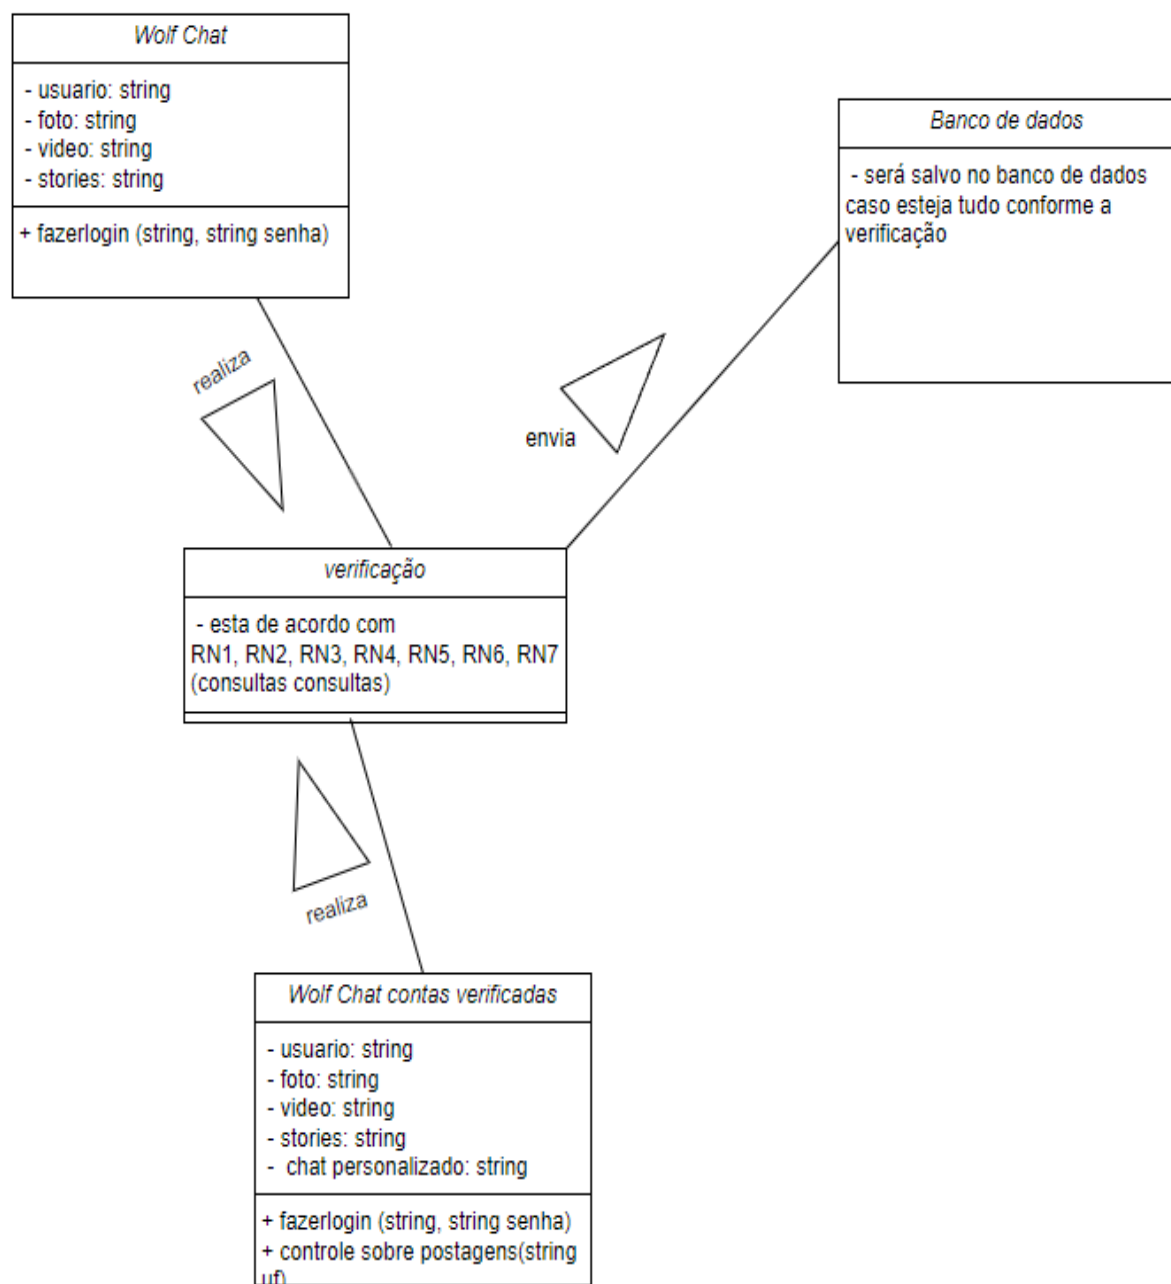 Wolf Chat
- usuario: string
- foto: string
- video: string
- stories: string
+ fazerlogin (string, string senha)
Banco de dados
- será salvo no banco de dados
caso esteja tudo conforme a
verificação
realiza
envia
verificação
- esta de acordo com
RN1, RN2, RN3, RN4, RN5, RN6, RN7
(consultas consultas)
realiza
Wolf Chat contas verificadas
- usuario: string
- foto: string
- video: string
- stories: string
- chat personalizado: string
+ fazerlogin (string, string senha)
+ controle sobre postagens(string
uf)